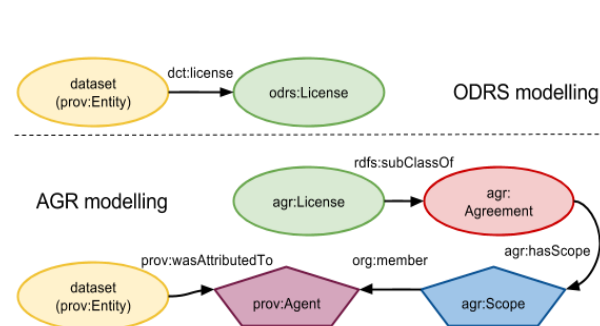 dct:license
dataset
(prov:Entity)
odrs:License
ODRS modelling
rdfs:subClassOf
AGR modelling
agr:License
agr:
Agreement
agr:hasScope
prov:wasAttributedTo
org:member
dataset
(prov:Entity)
prov:Agent
agr:Scope